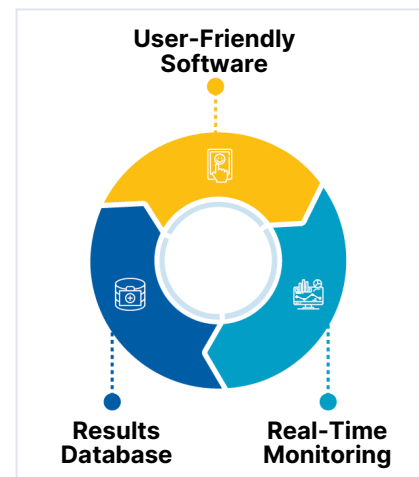 User-Friendly
Software
Results
Database
Real-Time
Monitoring